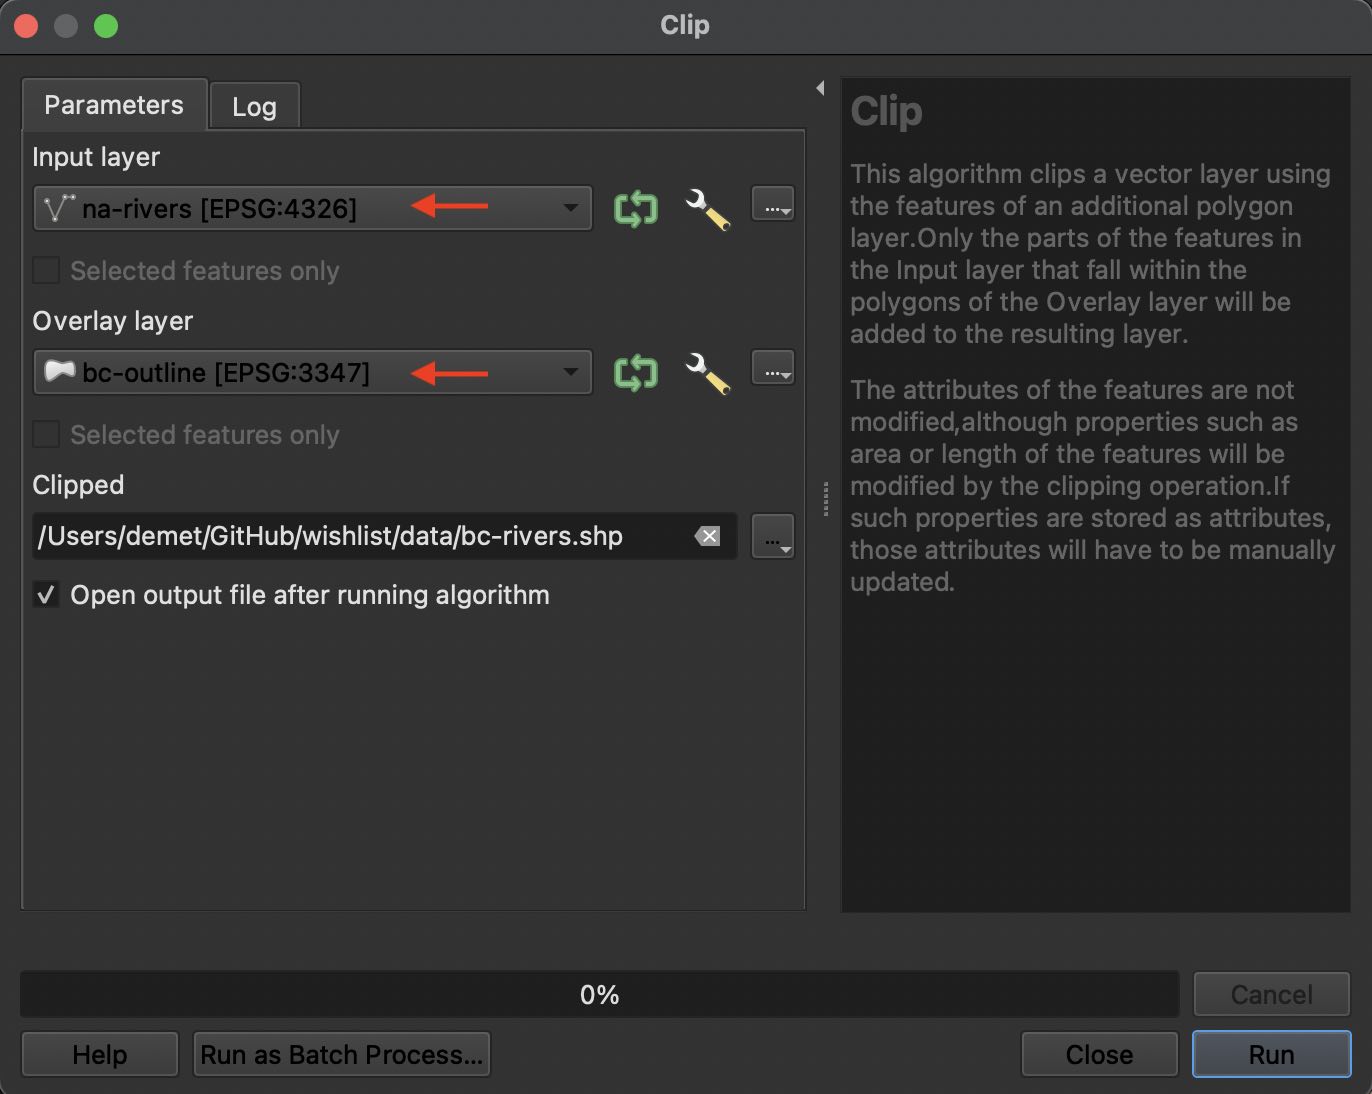 Clip
Parameters
Log
Input layer
na-rivers [EPSG:4326]
...
Selected features only
Overlay layer
bc-outline [EPSG:3347]
...
Selected features only
Clipped
/Users/demet/GitHub/wishlist/data/bc-rivers.shp
...
Open output file after running algorithm
Clip
This algorithm clips a vector layer using
the features of an additional polygon
layer.Only the parts of the features in
the Input layer that fall within the
polygons of the Overlay layer will be
added to the resulting layer.
The attributes of the features are not
modified,although properties such as
area or length of the features will be
modified by the clipping operation.If
such properties are stored as attributes,
those attributes will have to be manually
updated.
0%
Cancel
Help
Run as Batch Process...
Close
Run